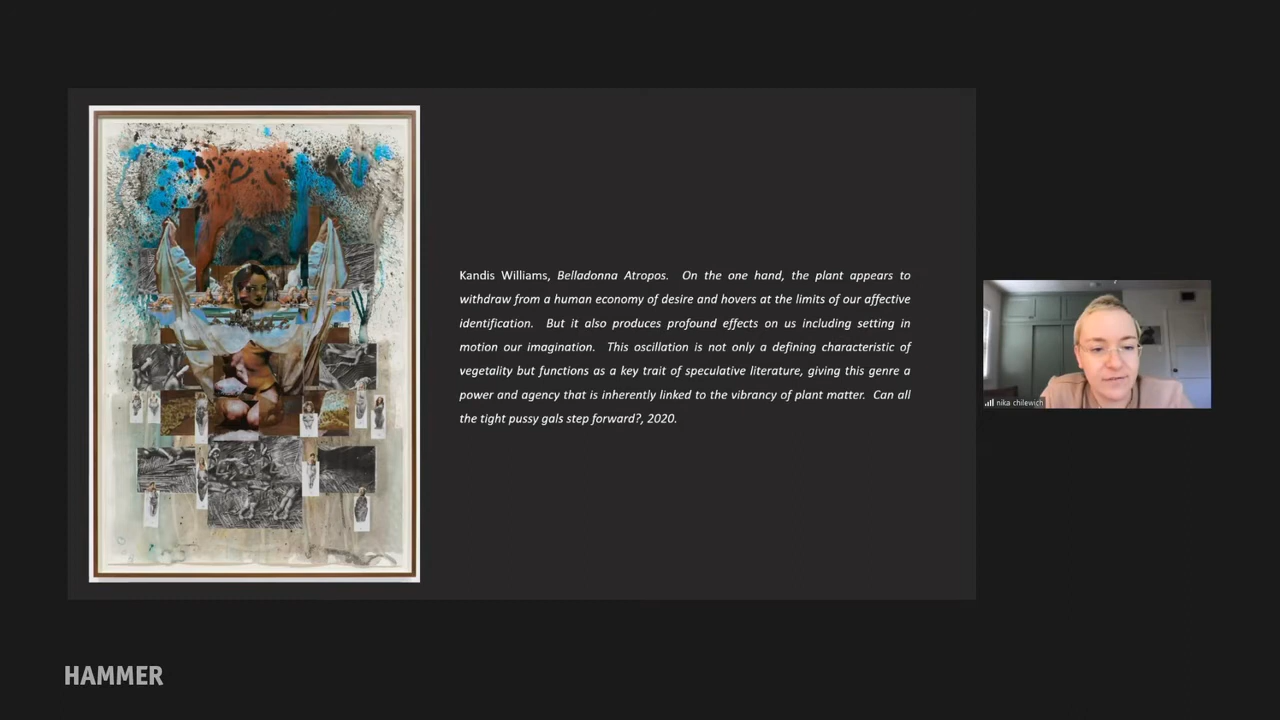 Kandis Williams, Belladonna Atropos. On the one hand, the plant appears to
withdraw from a human economy of desire and hovers at the limits of our affective
identification. But it also produces profound effects on us including setting in
motion our imagination. This oscillation is not only a defining characteristic of
vegetality but functions as a key trait of speculative literature, giving this genre a
power and agency that is inherently linked to the vibrancy of plant matter. Can all
the tight pussy gals step forward?, 2020.
nika chilewich
HAMMER